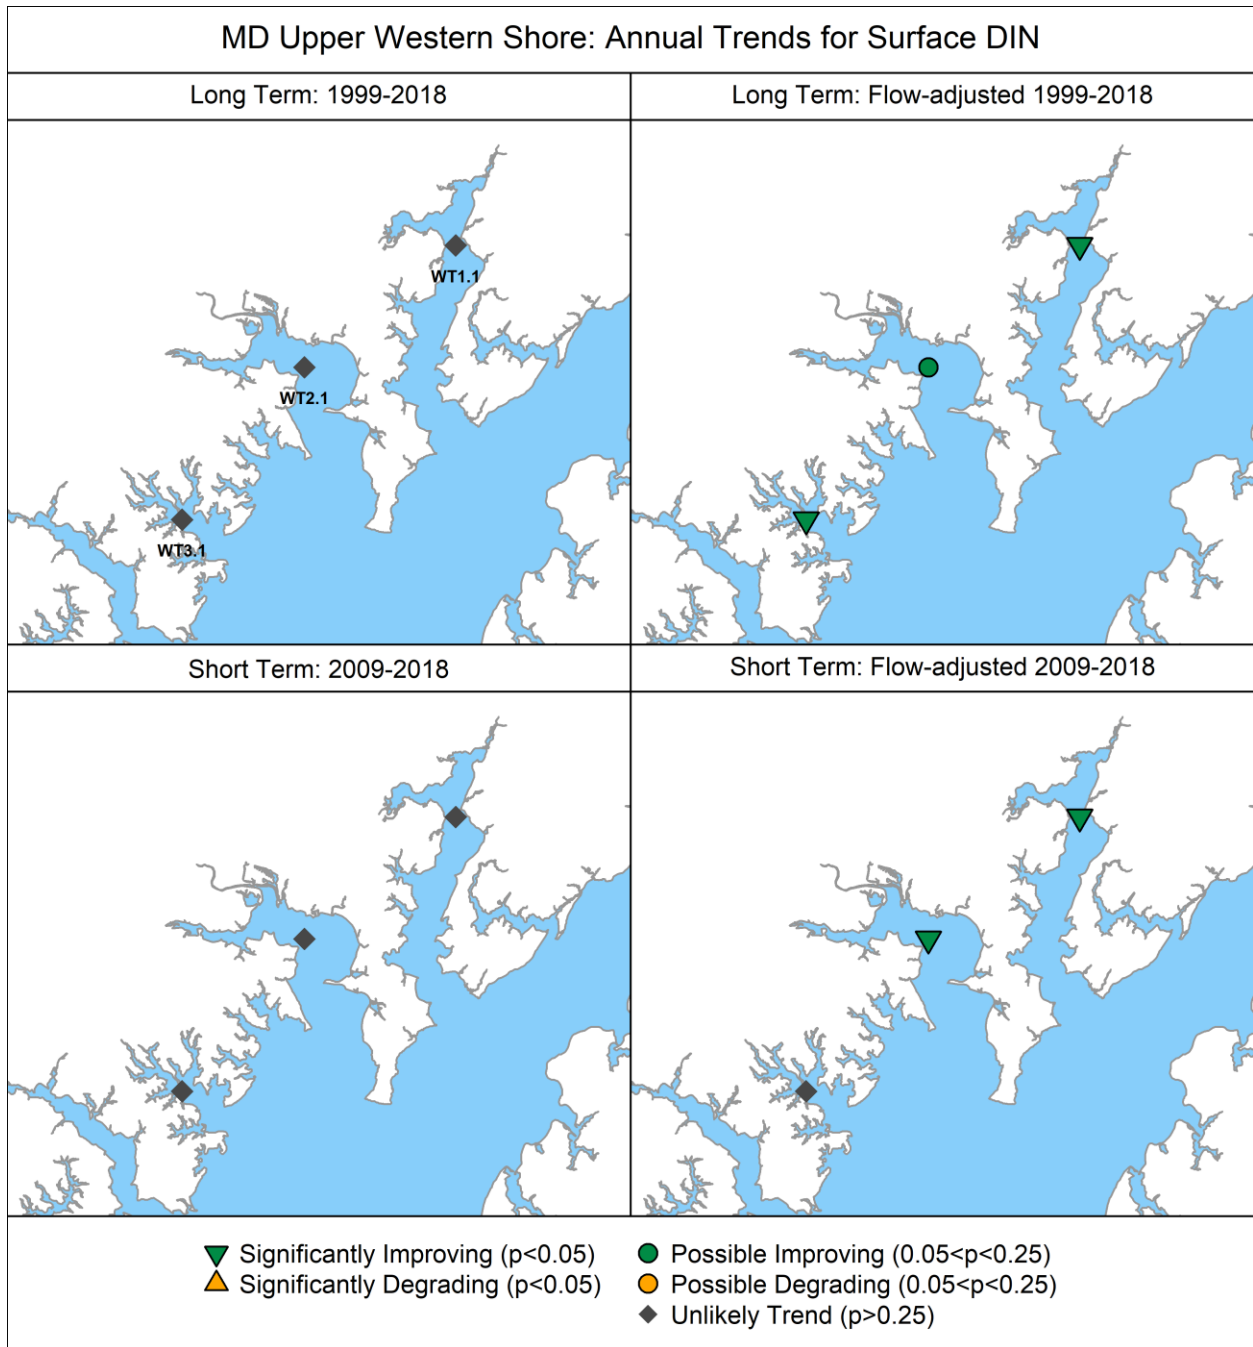 MD Upper Western Shore: Annual Trends for Surface DIN
Long Term: 1999-2018
Long Term: Flow-adjusted 1999-2018
WT1.1
WT2.1
WT3.1
Short Term: 2009-2018
Short Term: Flow-adjusted 2009-2018
Significantly Improving (p<0.05)
Possible Improving (0.05<p<0.25)
Significantly Degrading (p<0.05)
Possible Degrading (0.05<p<0.25)
Unlikely Trend (p>0.25)